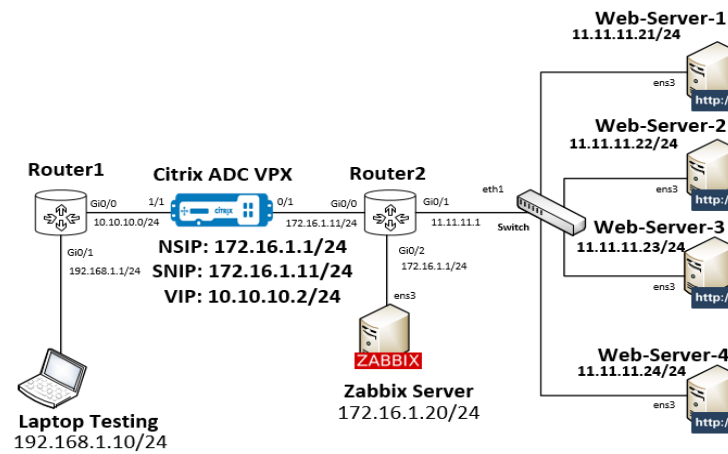 Web-Server-1
11.11.11.21/24
ens3
http:/
Web-Server-2
11.11.11.22/24
ens3
http:/
Router1
Citrix ADC VPX
Router2
Gi0/0
1/1
citrix
0/1
Gi0/0
Gi0/1
eth1
10.10.10.0/24
172.16.1.11/24
11.11.11.1
Switch
Web-Server-3
11.11.11.23/24
ens3
http:/
NSIP: 172.16.1.1/24
SNIP: 172.16.1.11/24
VIP: 10.10.10.2/24
Gi0/1
192.168.1.1/24
Gi0/2
172.16.1.1/24
ens3
ZABBIX
Zabbix Server
172.16.1.20/24
Web-Server-4
11.11.11.24/24
ens3
http:/
Laptop Testing
192.168.1.10/24